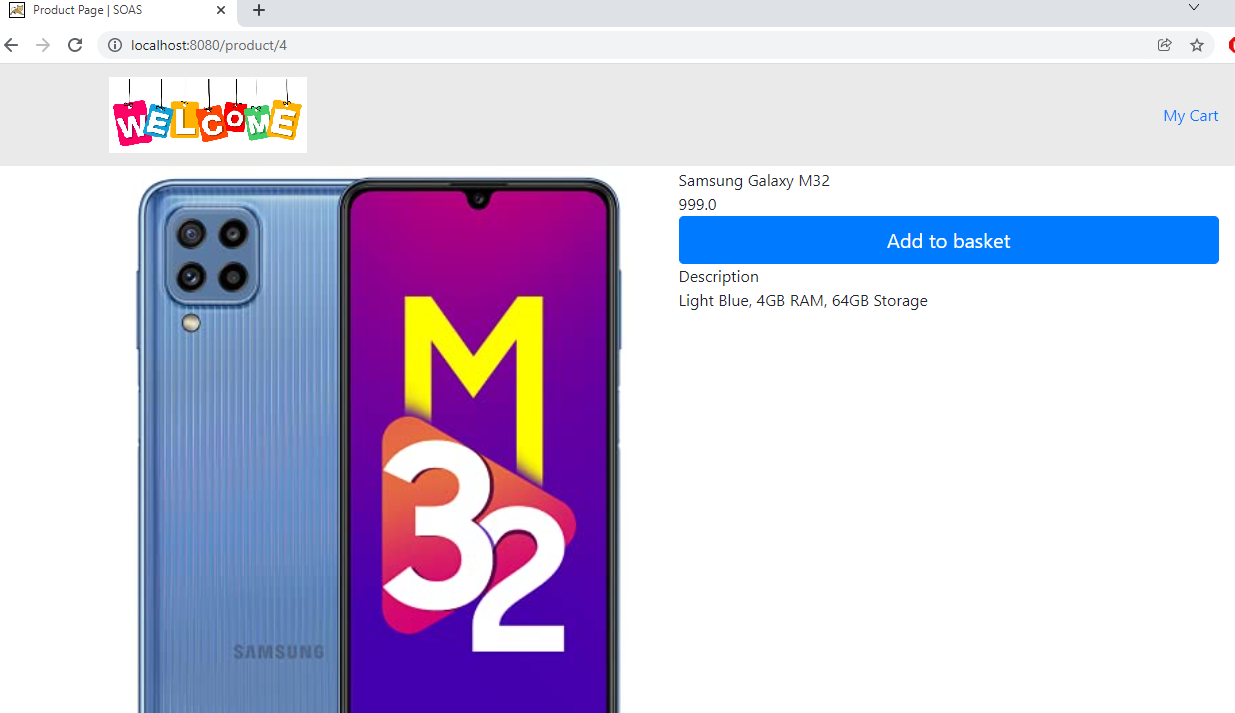 Product Page | SOAS
localhost:8080/product/4
WELCOME
My Cart
Samsung Galaxy M32
999.0
Add to basket
Description
Light Blue, 4GB RAM, 64GB Storage
M
32
SAMSUNG